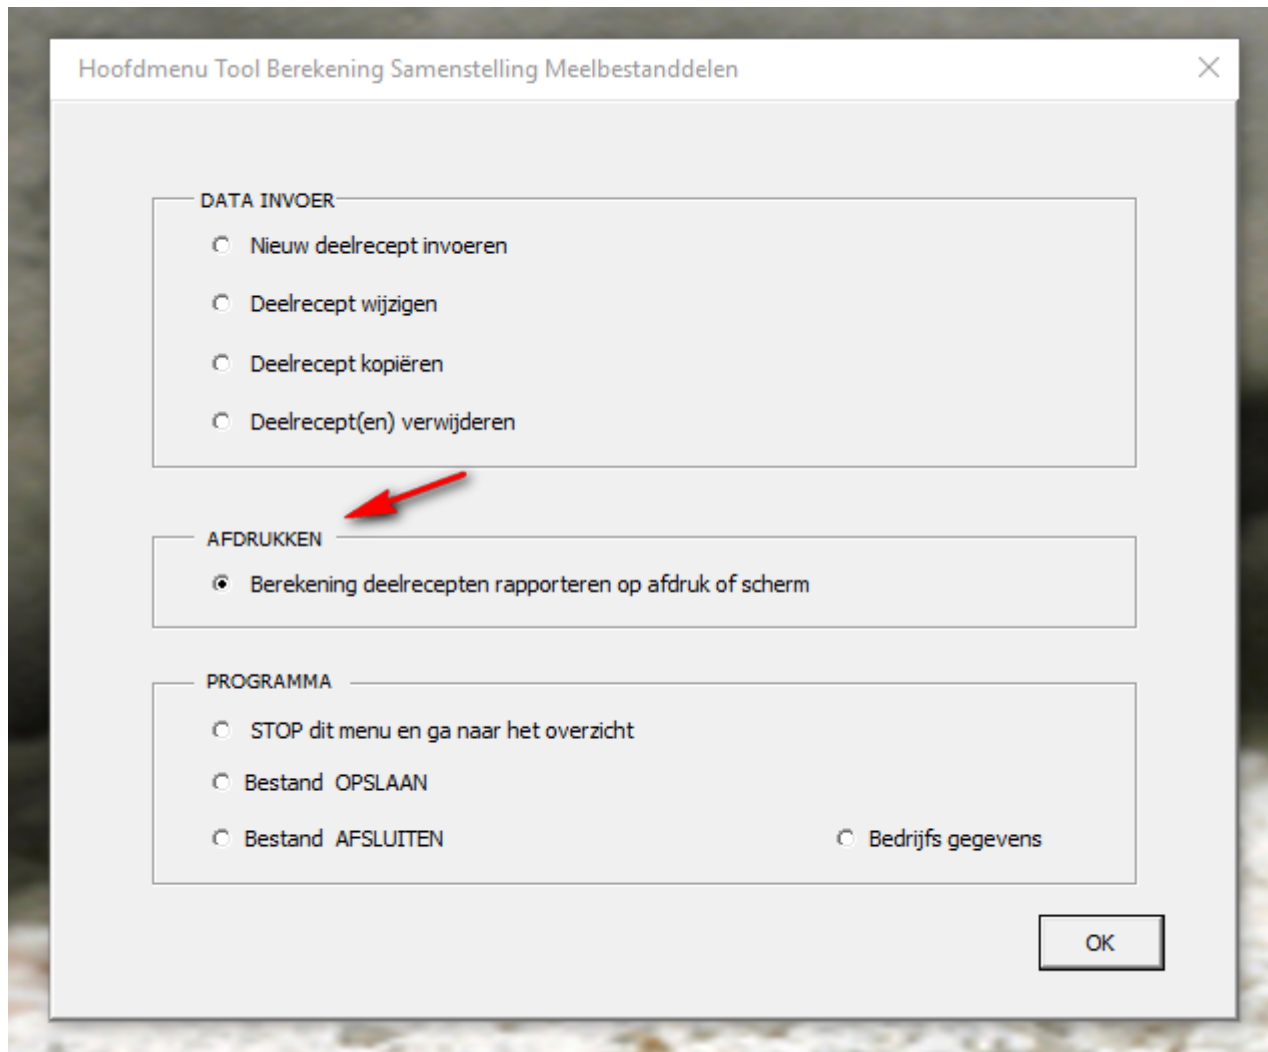 Hoofdmenu Tool Berekening Samenstelling Meelbestanddelen
DATA INVOER
Nieuw deelrecept invoeren
Deelrecept wijzigen
Deelrecept kopiëren
Deelrecept(en) verwijderen
AFDRUKKEN
Berekening deelrecepten rapporteren op afdruk of scherm
PROGRAMMA
STOP dit menu en ga naar het overzicht
Bestand OPSLAAN
Bestand AFSLUITEN
Bedrijfs gegevens
OK